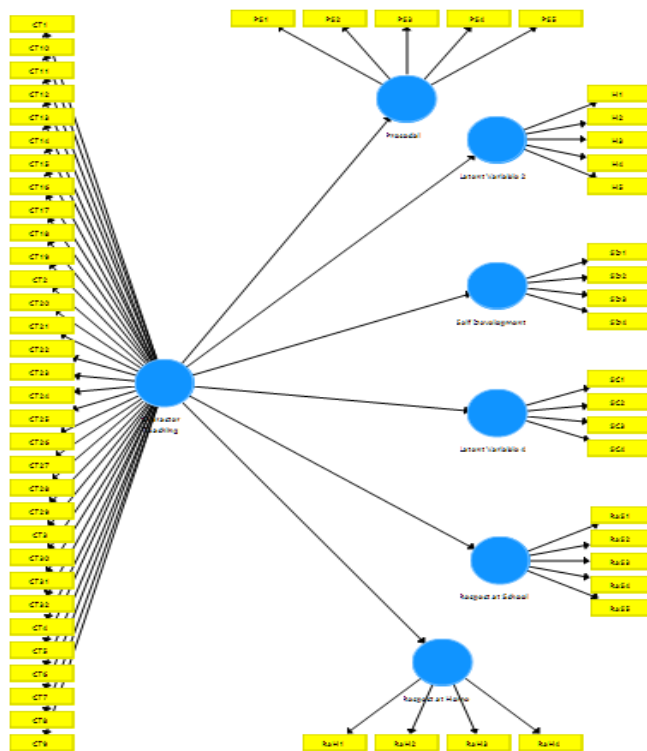 CT1
CT10
CT11
CT12
CT13
CT14
CT15
CT16
CT17
CT18
CT19
CT2
CT20
CT21
CT22
CT23
CT24
CT25
CT26
CT27
CT28
CT29
CT3
CT30
CT31
CT32
CT4
CT5
CT6
CT7
CT8
CT9
Teaching
PS1 PS2 PS3 PS4 PS5
Prosocial
H1
H2
H3
H4
H5
Latent Variable 2
SD1
SD2
SD3
SD4
Self Development
SC1
SC2
SC3
SC4
Latent Variable 4
RaS1
RaS2
RaS3
RaS4
RaS5
Respect at School
Respect at Home
RaH1 RaH2 RaH3 RaH4